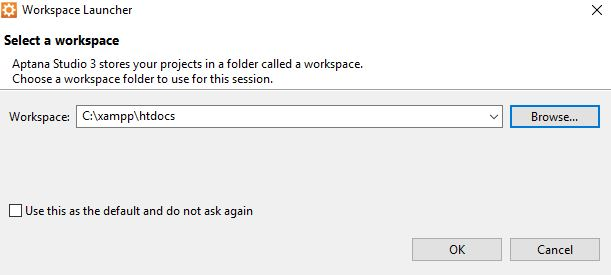 Workspace Launcher
Select a workspace
Aptana Studio 3 stores your projects in a folder called a workspace.
Choose a workspace folder to use for this session.
Workspace: C:\xampp\htdocs Browse...
Use this as the default and do not ask again
OK Cancel